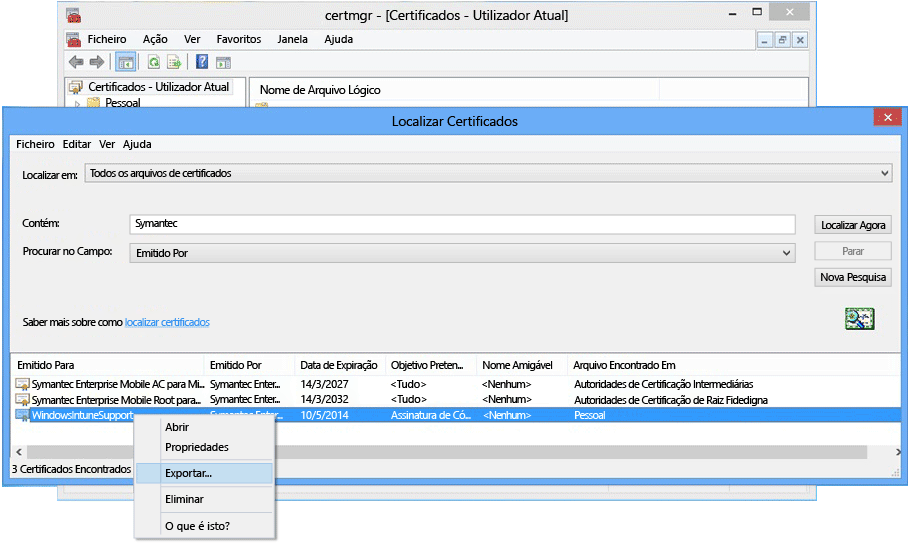 certmgr - [Certificados - Utilizador Atual]
Ficheiro Ação Ver Favoritos Janela Ajuda
Certificados - Utilizador Atual
Nome de Arquivo Lógico
Pessoal
Localizar Certificados
Ficheiro Editar Ver Ajuda
Localizar em: Todos os arquivos de certificados
Contém: Symantec
Localizar Agora
Procurar no Campo: Emitido Por
Parar
Nova Pesquisa
Saber mais sobre como localizar certificados
Emitido Para Emitido Por Data de Expiração Objetivo Preten... Nome Amigável Arquivo Encontrado Em
Symantec Enterprise Mobile AC para Mi... Symantec Enter... 14/3/2027 <Tudo> <Nenhum> Autoridades de Certificação Intermediárias
Symantec Enterprise Mobile Root para... Symantec Enter... 14/3/2032 <Tudo> <Nenhum> Autoridades de Certificação de Raiz Fidedigna
WindowsIntuneSupport Symantec Enter... 10/5/2014 Assinatura de Có... <Nenhum> Pessoal
Abrir
Propriedades
3 Certificados Encontrados
Exportar...
Eliminar
O que é isto?